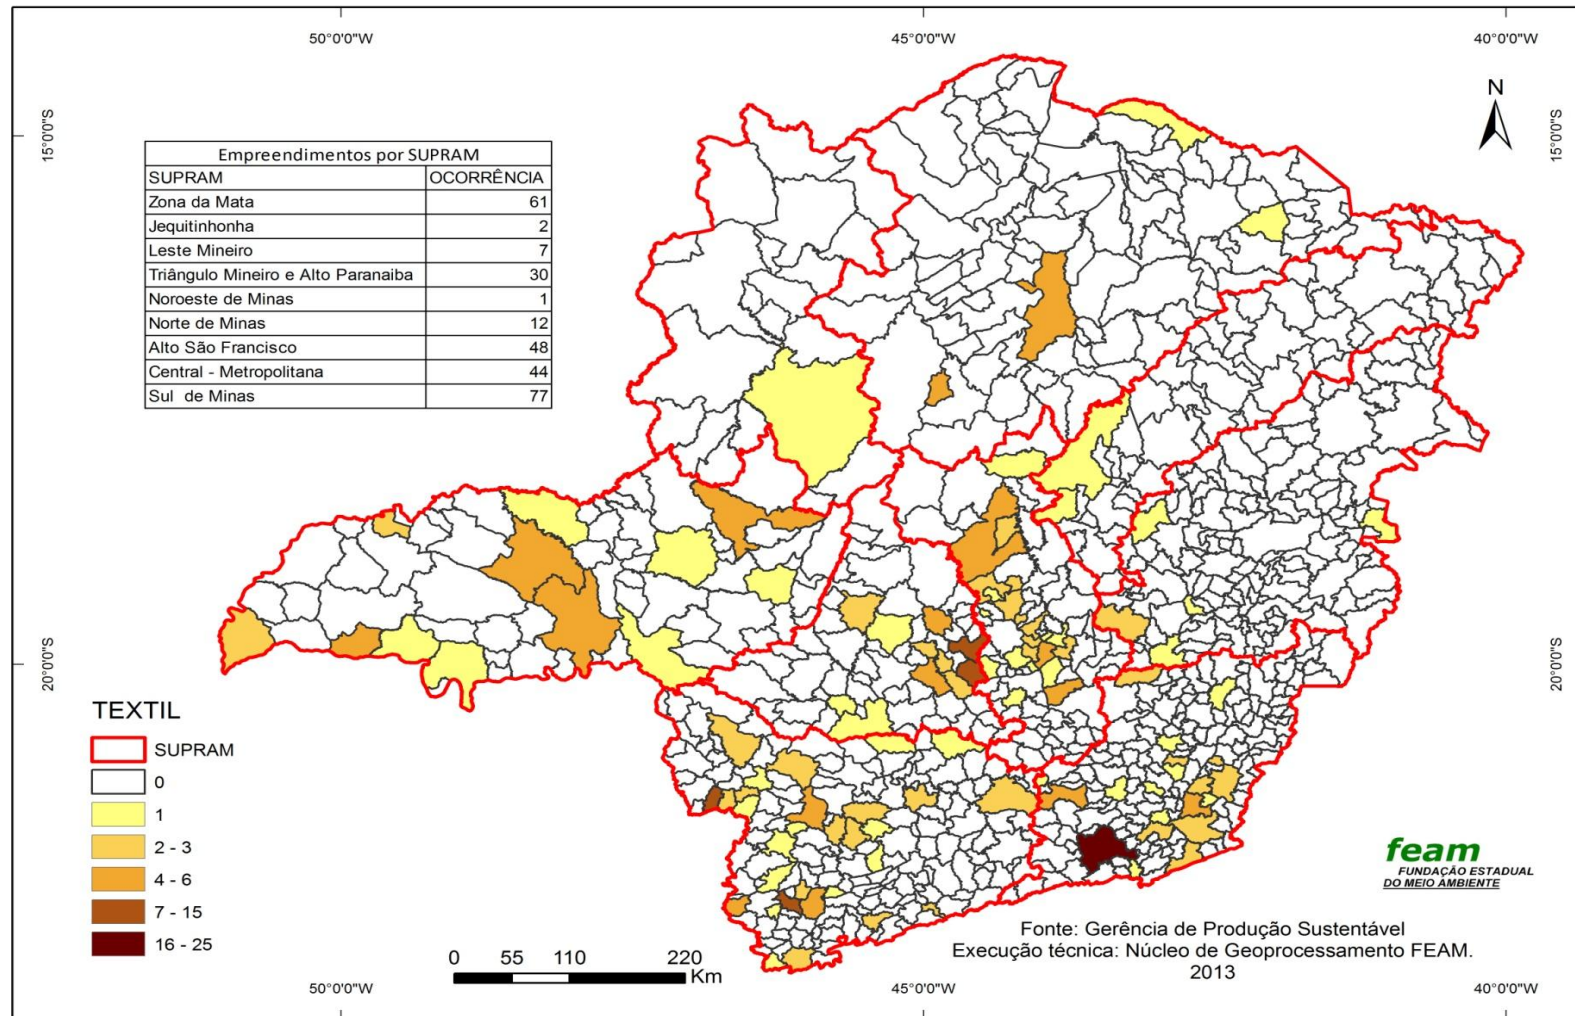 50°0'0"W 45°0'0"W 40°0'0"W
N
15°0'0"S 15°0'0"S
Empreendimentos por SUPRAM
SUPRAM OCORRÊNCIA
Zona da Mata 61
Jequitinhonha 2
Leste Mineiro 7
Triângulo Mineiro e Alto Paranaiba 30
Noroeste de Minas 1
Norte de Minas 12
Alto São Francisco 48
Central - Metropolitana 44
Sul de Minas 77
20°0'0"S 20°0'0"S
TEXTIL
SUPRAM
0
1
2 - 3
4 - 6
7 - 15
16 - 25
feam
FUNDAÇÃO ESTADUAL
DO MEIO AMBIENTE
0 55 110 220
Km
Fonte: Gerência de Produção Sustentável
Execução técnica: Núcleo de Geoprocessamento FEAM.
2013
50°0'0"W 45°0'0"W 40°0'0"W